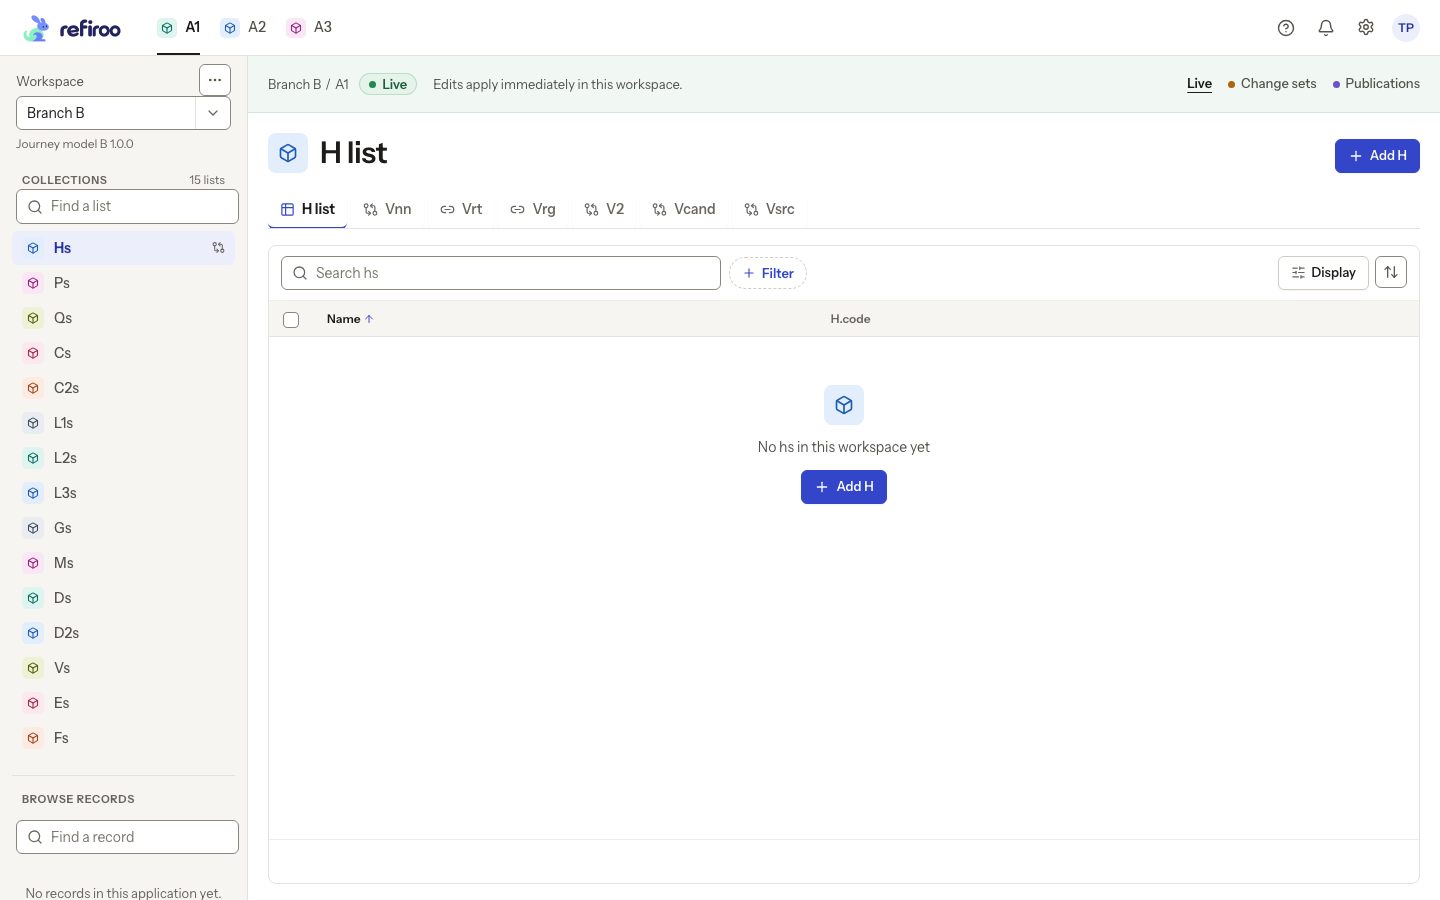 refiroo
A1
A2
A3
TP
Workspace
Branch B
Journey model B 1.0.0
COLLECTIONS
15 lists
Find a list
Hs
Ps
Qs
Cs
C2s
L1s
L2s
L3s
Gs
Ms
Ds
D2s
Vs
Es
Fs
BROWSE RECORDS
Find a record
No records in this application yet.
Branch B / A1
Live
Edits apply immediately in this workspace.
Live
Change sets
Publications
H list
Add H
H list
Vnn
Vrt
Vrg
V2
Vcand
Vsrc
Search hs
Filter
Display
Name
H.code
No hs in this workspace yet
Add H